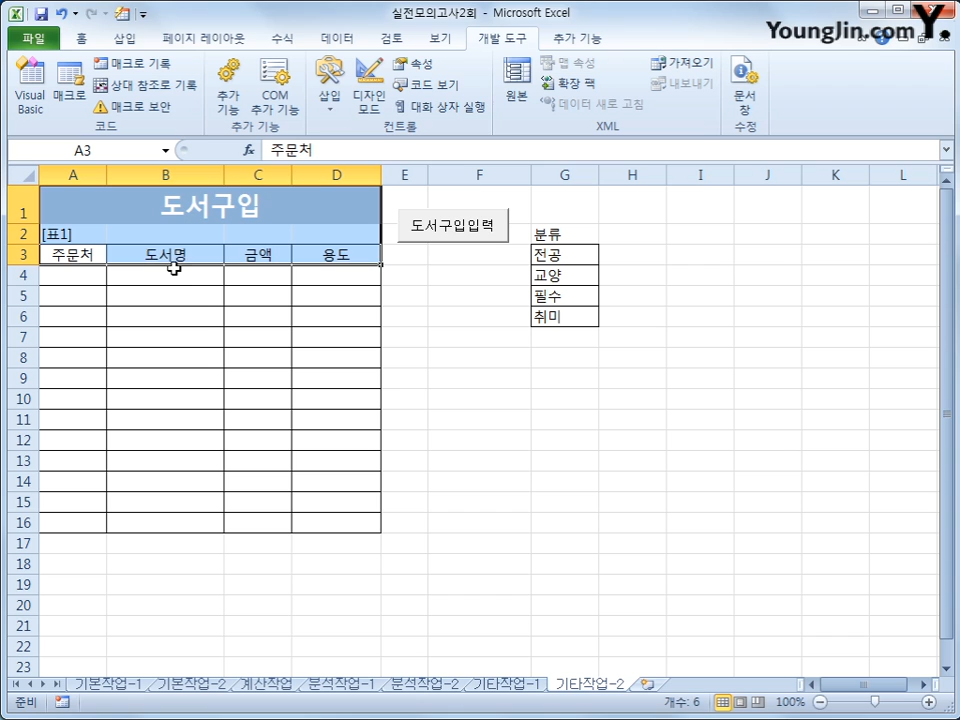 실전모의고사2회 - Microsoft Excel
Younglin.com Y.
파일 홈 삽입 페이지 레이아웃 수식 데이터 검토 보기 개발 도구 추가 기능
Visual Basic
매크로
매크로 기록
상대 참조로 기록
매크로 보안
코드
추가 기능
COM 추가 기능
추가 기능
삽입
디자인 모드
속성
코드 보기
대화 상자 실행
컨트롤
원본
맵 속성
확장 팩
데이터 새로 고침
가져오기
내보내기
XML
문서 창
수정
A3 fx 주문처
A B C D E F G H I J K L
1 도서구입
도서구입입력
2 [표1] 분류
3 주문처 도서명 금액 용도 전공
4 교양
5 필수
6 취미
7
8
9
10
11
12
13
14
15
16
17
18
19
20
21
22
23
기본작업-1 기본작업-2 계산작업 분석작업-1 분석작업-2 기타작업-1 기타작업-2
준비 개수: 6 100%